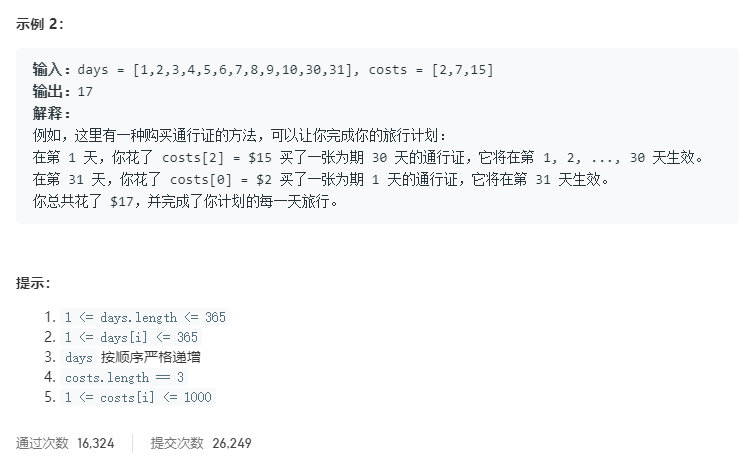 示例 2：
输入：days = [1,2,3,4,5,6,7,8,9,10,30,31], costs = [2,7,15]
输出：17
解释：
例如，这里有一种购买通行证的方法，可以让你完成你的旅行计划：
在第 1 天，你花了 costs[2] = $15 买了一张为期 30 天的通行证，它将在第 1, 2, ..., 30 天生效。
在第 31 天，你花了 costs[0] = $2 买了一张为期 1 天的通行证，它将在第 31 天生效。
你总共花了 $17，并完成了你计划的每一天旅行。
提示：
1. 1 <= days.length <= 365
2. 1 <= days[i] <= 365
3. days 按顺序严格递增
4. costs.length == 3
5. 1 <= costs[i] <= 1000
通过次数 16,324 提交次数 26,249